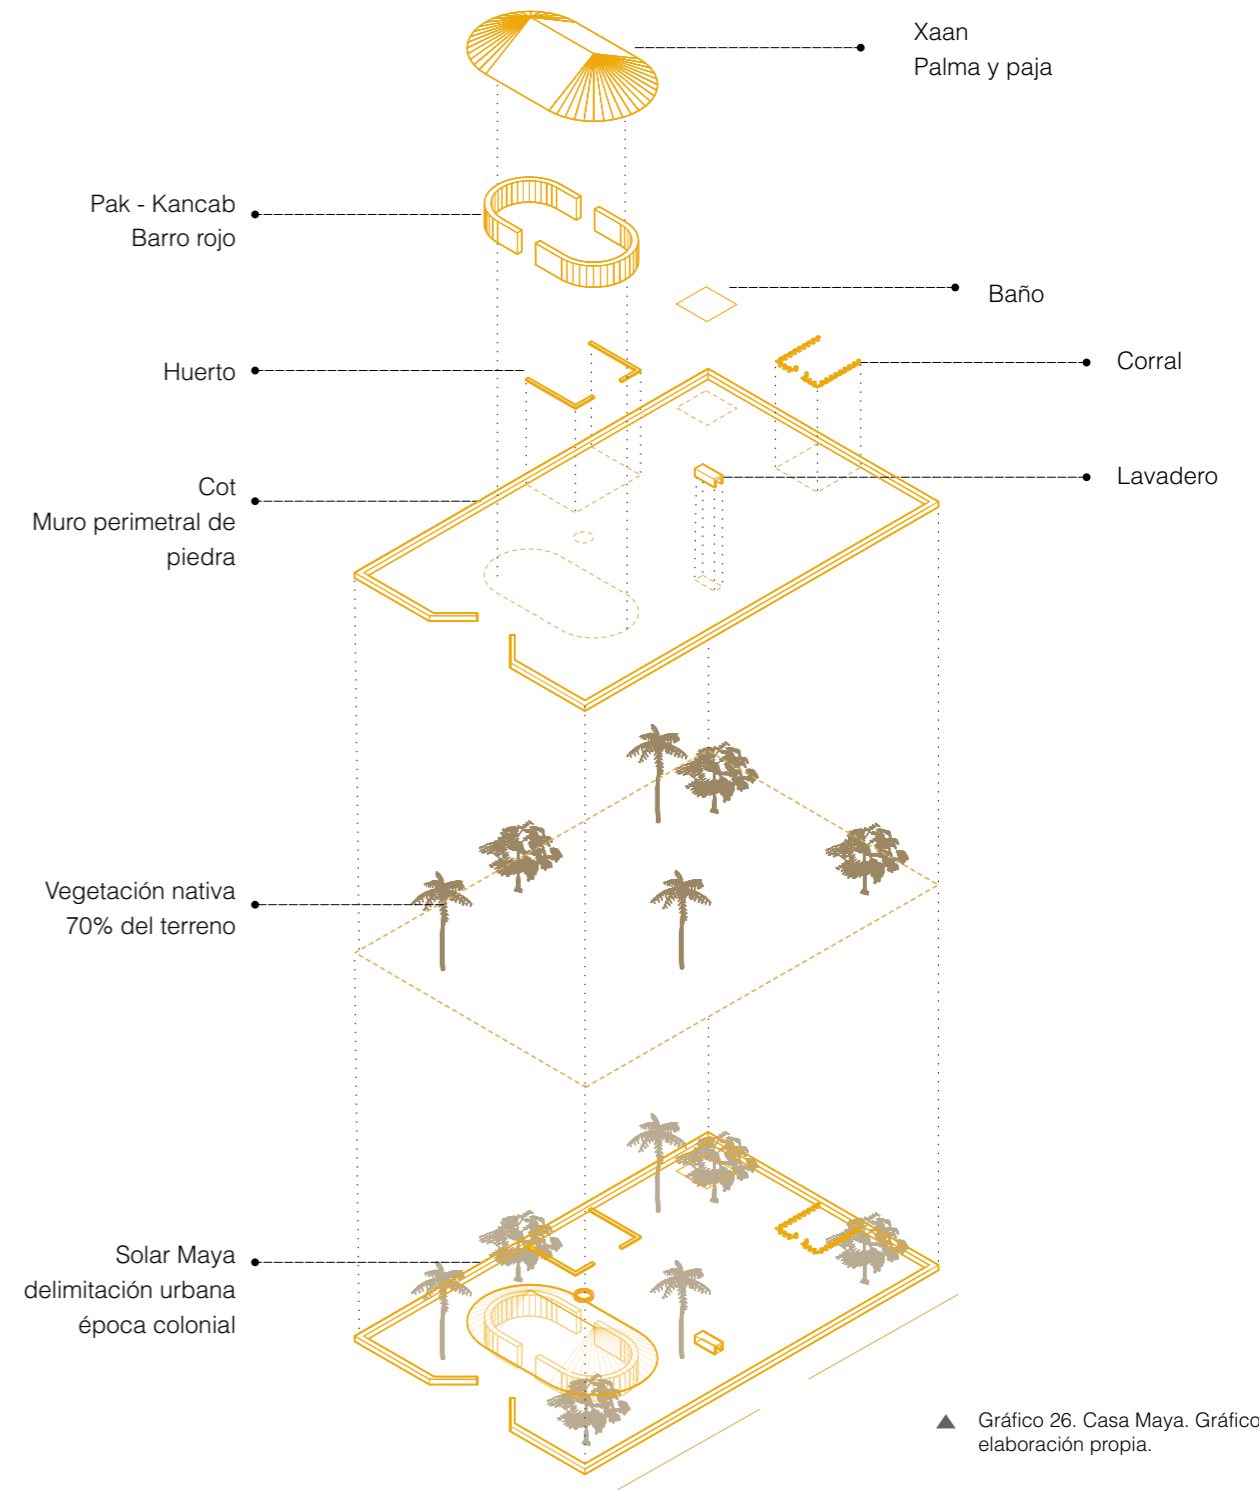 Xaan
Palma y paja
Pak - Kancab
Barro rojo
Baño
Huerto
Corral
Cot
Muro perimetral de
piedra
Lavadero
Vegetación nativa
70% del terreno
Solar Maya
delimitación urbana
época colonial
Gráfico 26. Casa Maya. Gráfico
elaboración propia.